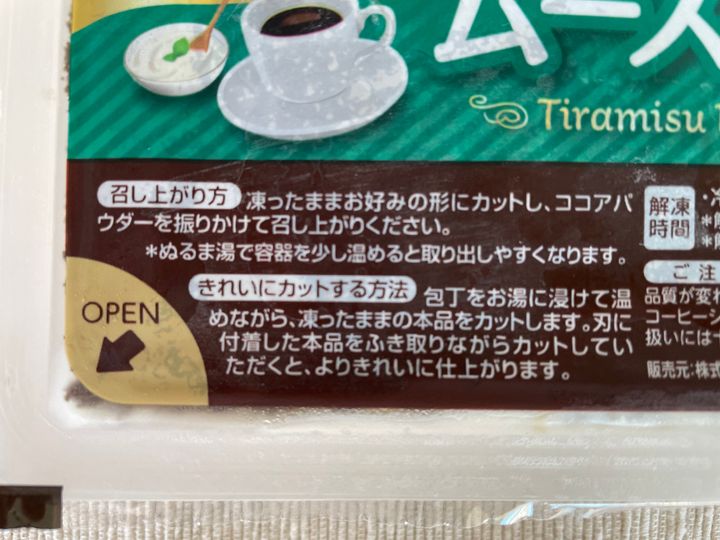 ムース
Tiramisu
召し上がり方 凍ったままお好みの形にカットし、ココアパ
ウダーを振りかけて召し上がりください。
*ぬるま湯で容器を少し温めると取り出しやすくなります。
きれいにカットする方法 包丁をお湯に浸けて温
めながら、凍ったままの本品をカットします。刃に
付着した本品をふき取りながらカットしてい
ただくと、よりきれいに仕上がります。
OPEN
解凍
時間
ご注
品質が変わ
コーヒーシ
扱いには十
販売元:株式